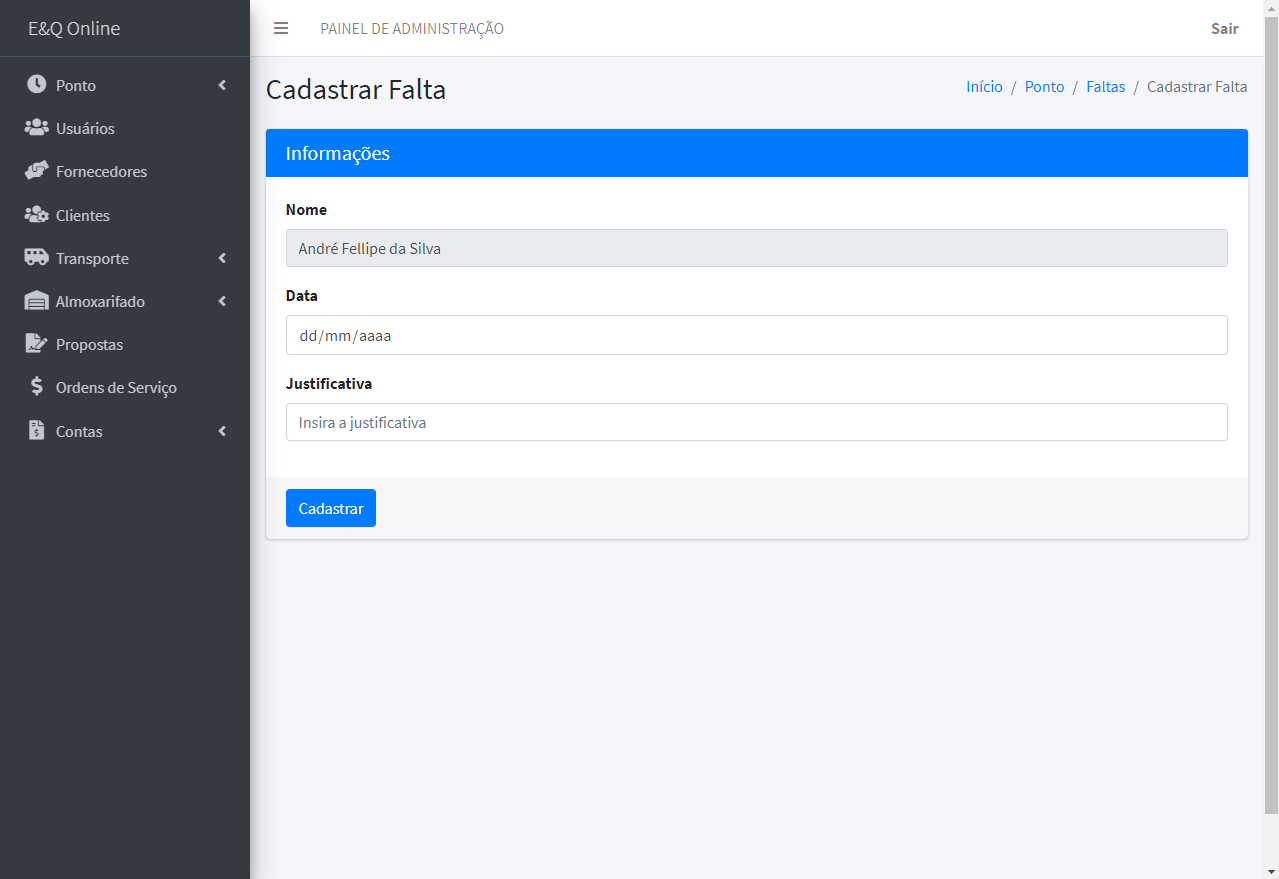 E&Q Online
PAINEL DE ADMINISTRAÇÃO
Sair
Ponto
Usuários
Fornecedores
Clientes
Transporte
Almoxarifado
Propostas
Ordens de Serviço
Contas
Cadastrar Falta
Início / Ponto / Faltas / Cadastrar Falta
Informações
Nome
André Fellipe da Silva
Data
dd/mm/aaaa
Justificativa
Insira a justificativa
Cadastrar